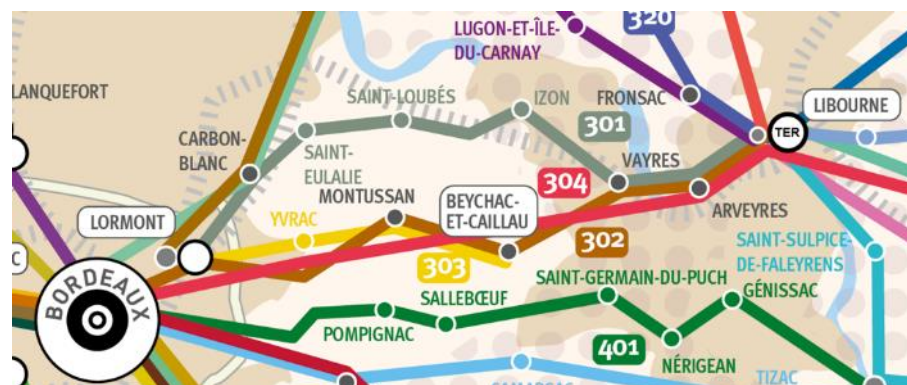 320
LUGON-ET-ÎLE-
DU-CARNAY
ANQUEFORT
SAINT-LOUBÉS
IZON
FRONSAC
LIBOURNE
301
TER
CARBON-
BLANC
SAINT-
EULALIE
VAYRES
304
MONTUSSAN
BEYCHAC-
ET-CAILLAU
ARVEYRES
LORMONT
YVRAC
302
SAINT-SULPICE-
DE-FALEYRENS
303
C
BORDEAUX
SAINT-GERMAIN-DU-PUCH
GÉNISSAC
SALLEBŒUF
POMPIGNAC
401
NÉRIGEAN
TIZAC